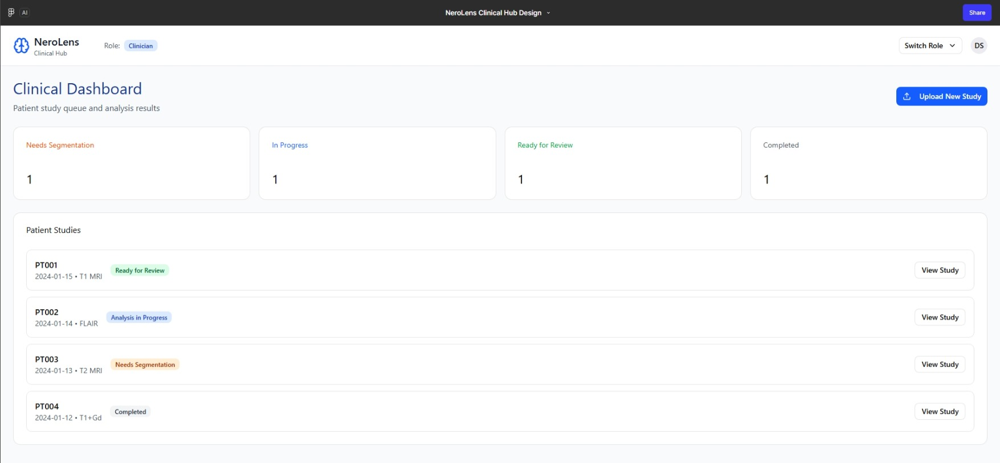 AI
NeroLens Clinical Hub Design
Share
NeroLens
Clinical Hub
Role: Clinician
Switch Role
DS
Clinical Dashboard
Patient study queue and analysis results
Upload New Study
Needs Segmentation
1
In Progress
1
Ready for Review
1
Completed
1
Patient Studies
PT001
2024-01-15 • T1 MRI
Ready for Review
View Study
PT002
2024-01-14 • FLAIR
Analysis in Progress
View Study
PT003
2024-01-13 • T2 MRI
Needs Segmentation
View Study
PT004
2024-01-12 • T1+Gd
Completed
View Study